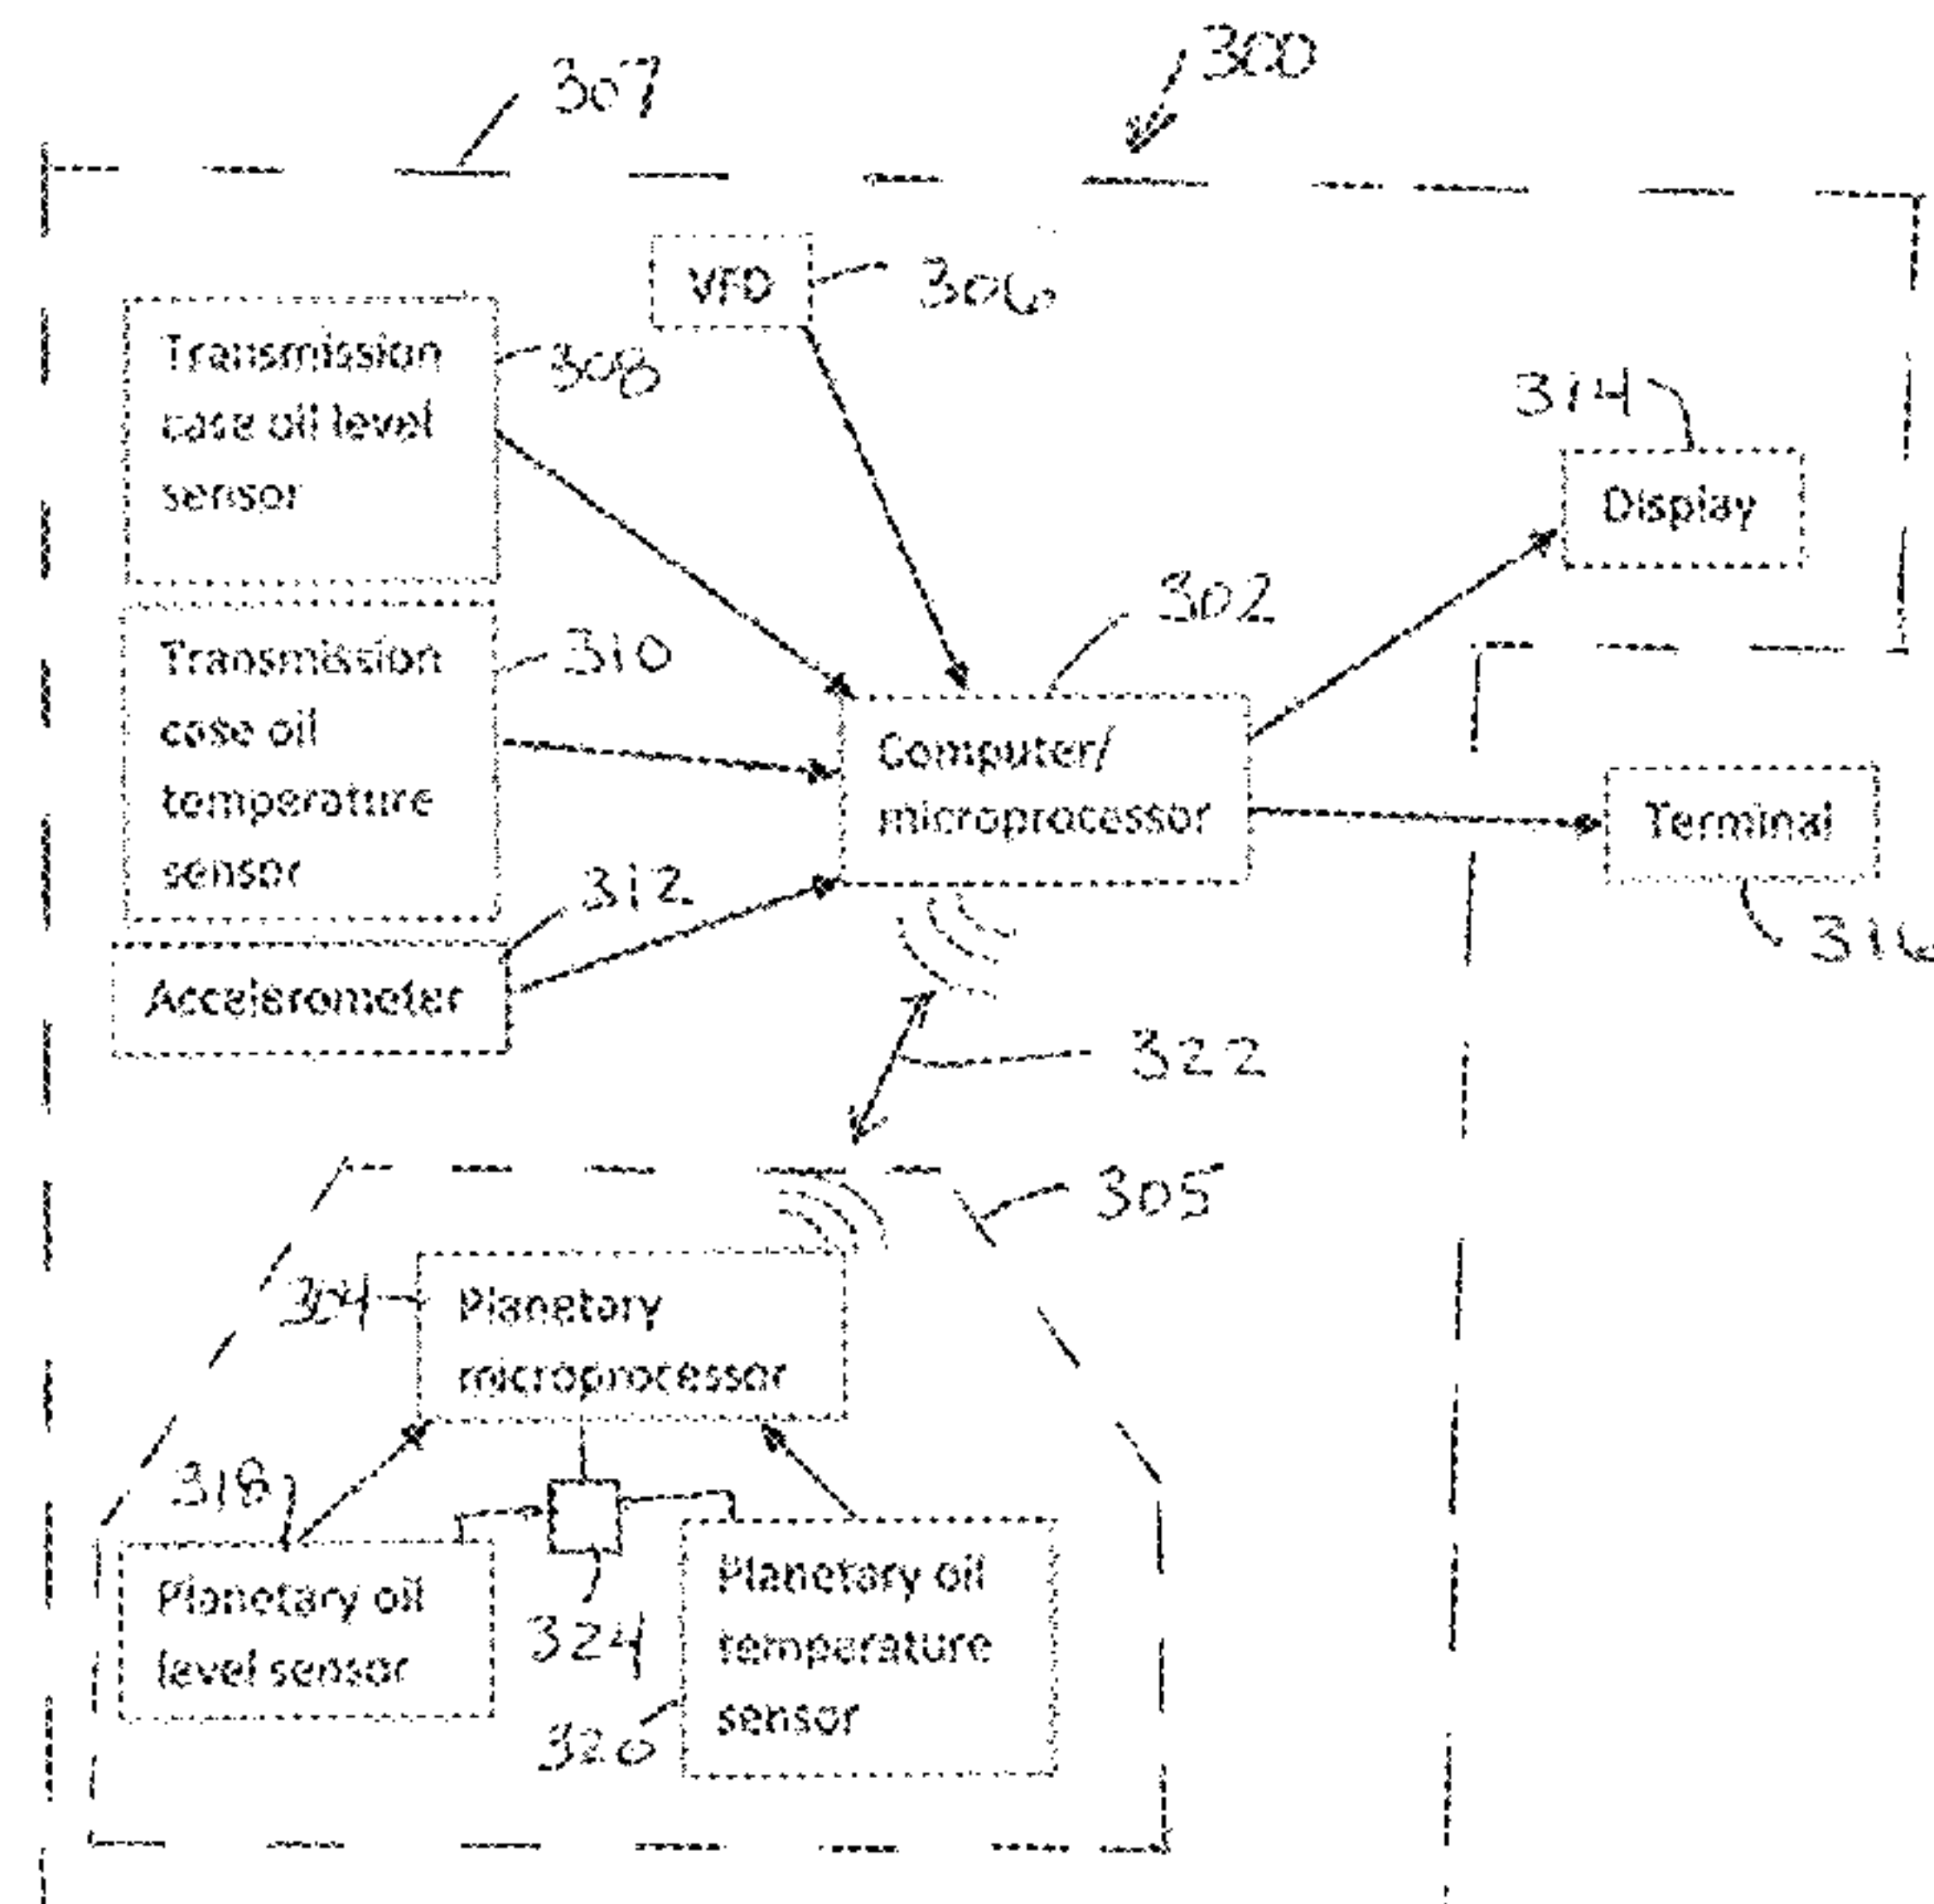 300
307
VFD
306
Transmission
case oil level
sensor
308
314
Display
302
Transmission
case oil
temperature
sensor
310
Computer/
microprocessor
Terminal
316
312
Accelerometer
322
305
Planetary
microprocessor
318
Planetary oil
level sensor
324
Planetary oil
temperature
sensor
320